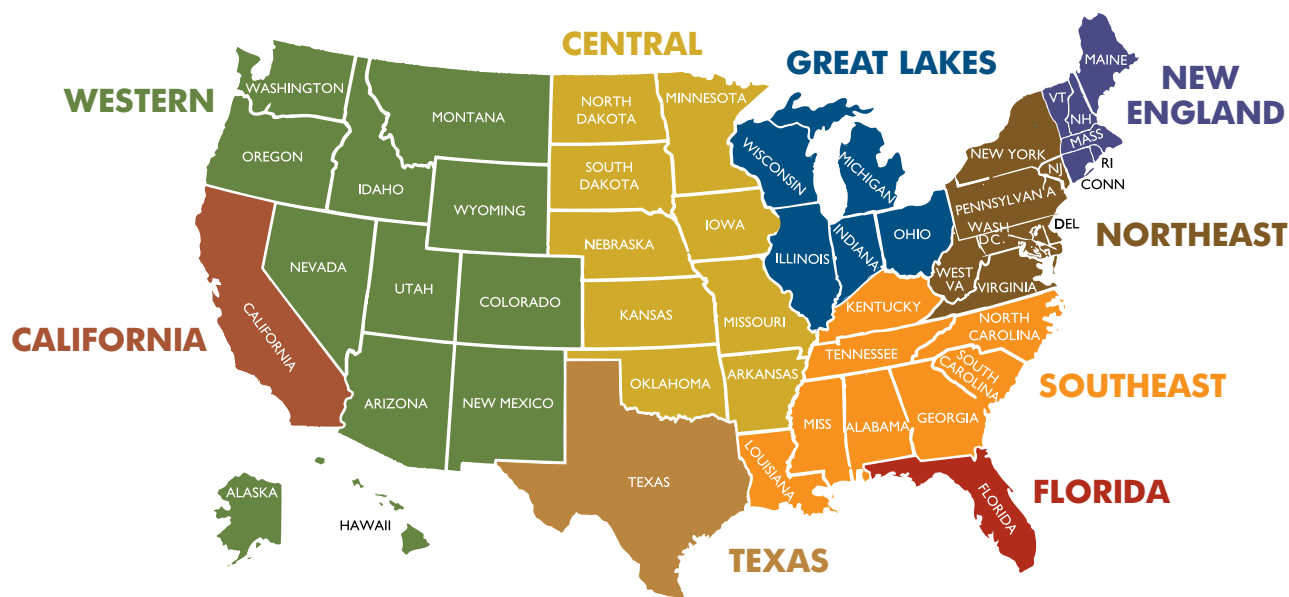 CENTRAL
GREAT LAKES
NEW
ENGLAND
WESTERN
NORTHEAST
CALIFORNIA
SOUTHEAST
FLORIDA
TEXAS
WASHINGTON
OREGON
MONTANA
IDAHO
WYOMING
NEVADA
UTAH
COLORADO
ARIZONA
NEW MEXICO
ALASKA
HAWAII
CALIFORNIA
NORTH
DAKOTA
MINNESOTA
SOUTH
DAKOTA
IOWA
NEBRASKA
KANSAS
MISSOURI
OKLAHOMA
ARKANSAS
TEXAS
WISCONSIN
MICHIGAN
ILLINOIS
INDIANA
OHIO
MAINE
VT
NH
MASS
RI
CONN
NEW YORK
NJ
PENNSYLVANIA
DEL
WASH
D.C.
WEST
VA
VIRGINIA
KENTUCKY
TENNESSEE
NORTH
CAROLINA
SOUTH
CAROLINA
MISS
ALABAMA
GEORGIA
LOUISIANA
FLORIDA